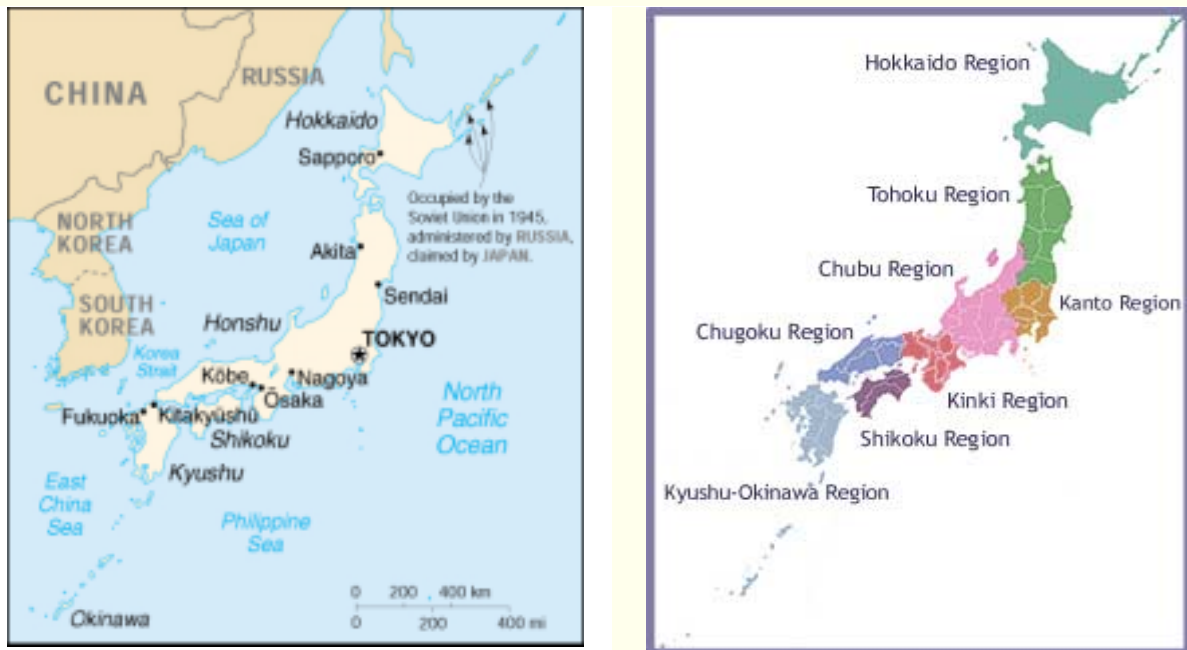 CHINA
RUSSIA
Hokkaido
Sapporo
Occupied by the
Soviet Union in 1945,
administered by RUSSIA,
claimed by JAPAN.
NORTH
KOREA
Sea of
Japan
Akita
Sendai
SOUTH
KOREA
Honshu
TOKYO
Korea
Strait
Kōbe
Nagoya
Ōsaka
North
Pacific
Ocean
Fukuoka
Kitakyūshū
Shikoku
Kyushu
East
China
Sea
Philippine
Sea
0 200 400 km
0 200 400 mi
Okinawa
Hokkaido Region
Tohoku Region
Chubu Region
Kanto Region
Chugoku Region
Kinki Region
Shikoku Region
Kyushu-Okinawa Region